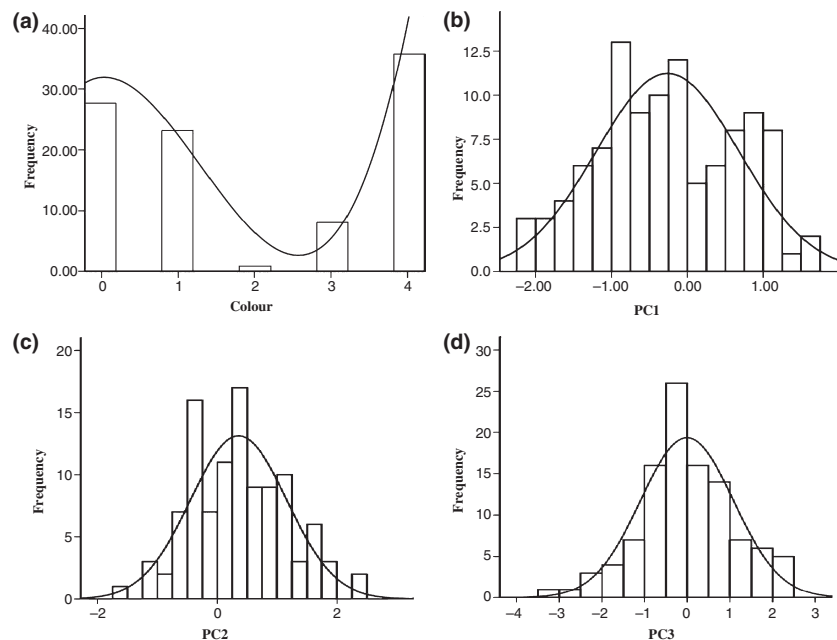 (a)
40.00
30.00
20.00
10.00
0.00
Frequency
0 1 2 3 4
Colour
(b)
12.5
10.0
7.5
5.0
2.5
0.0
Frequency
−2.00 −1.00 0.00 1.00
PC1
(c)
20
15
10
5
0
Frequency
−2 0 2
PC2
(d)
30
25
20
15
10
5
0
Frequency
−4 −3 −2 −1 0 1 2 3
PC3